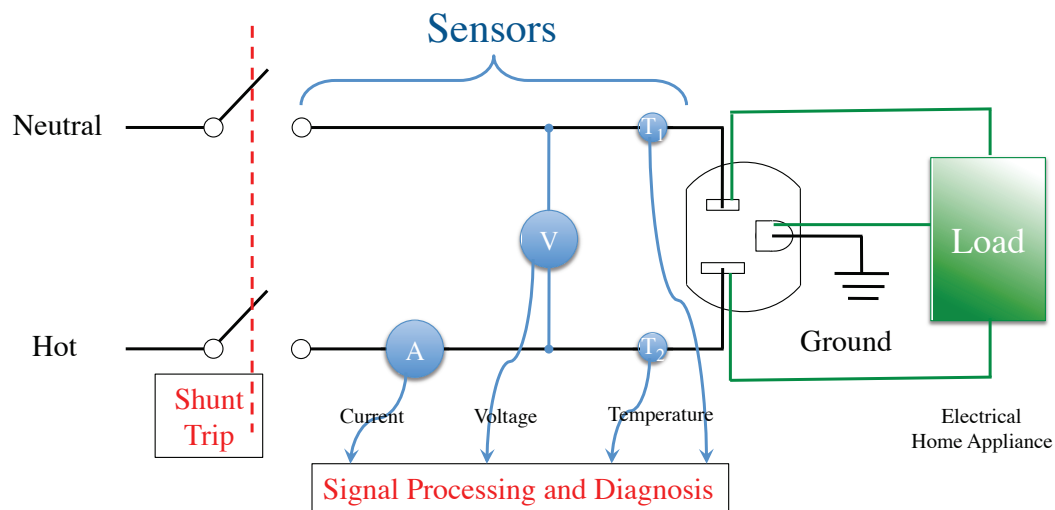 Sensors
Neutral
T1
V
Load
Hot
A
T2
Ground
Shunt
Trip
Current
Voltage
Temperature
Electrical
Home Appliance
Signal Processing and Diagnosis